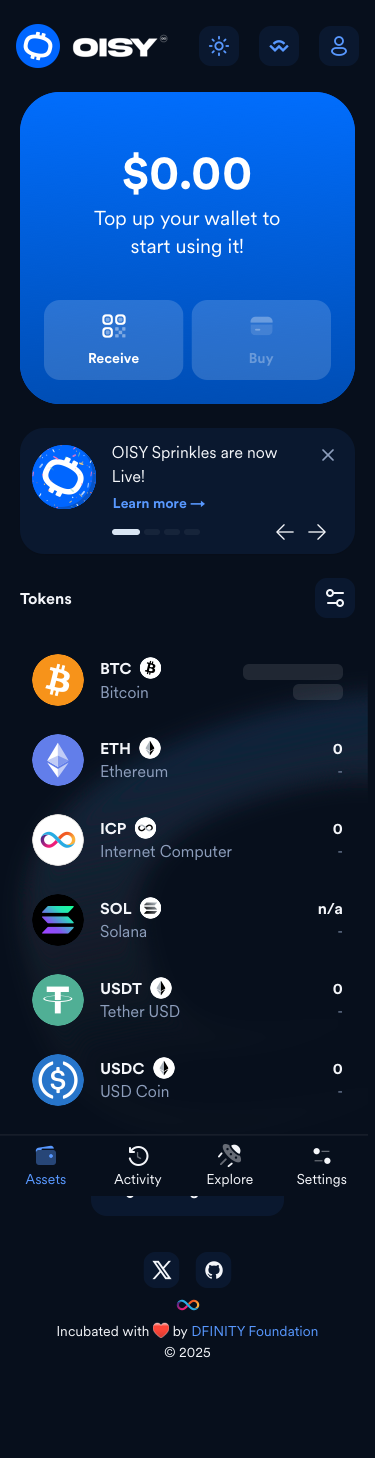 OISY
$0.00
Top up your wallet to
start using it!
Receive
Buy
OISY Sprinkles are now
Live!
Learn more →
Tokens
BTC
Bitcoin
ETH
0
Ethereum
-
ICP
0
Internet Computer
-
SOL
n/a
Solana
-
USDT
0
Tether USD
-
USDC
0
USD Coin
-
Assets
Activity
Explore
Settings
Incubated with ❤️ by DFINITY Foundation
© 2025